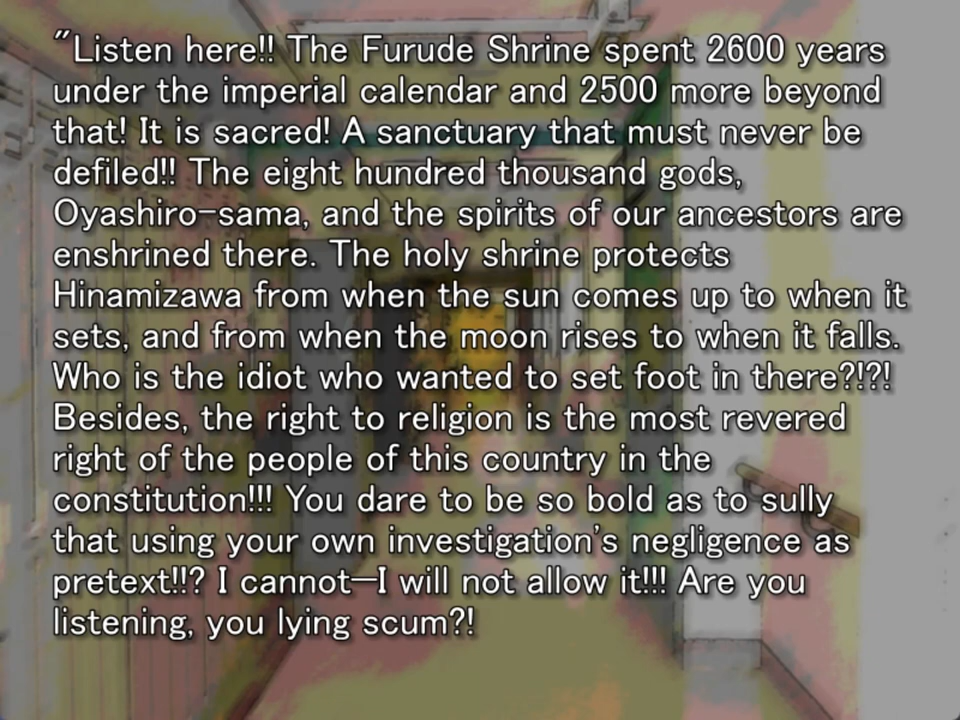 "Listen here!! The Furude Shrine spent 2600 years
under the imperial calendar and 2500 more beyond
that! It is sacred! A sanctuary that must never be
defiled!! The eight hundred thousand gods,
Oyashiro-sama, and the spirits of our ancestors are
enshrined there. The holy shrine protects
Hinamizawa from when the sun comes up to when it
sets, and from when the moon rises to when it falls.
Who is the idiot who wanted to set foot in there?!?!
Besides, the right to religion is the most revered
right of the people of this country in the
constitution!!! You dare to be so bold as to sully
that using your own investigation's negligence as
pretext!!? I cannot—I will not allow it!!! Are you
listening, you lying scum?!